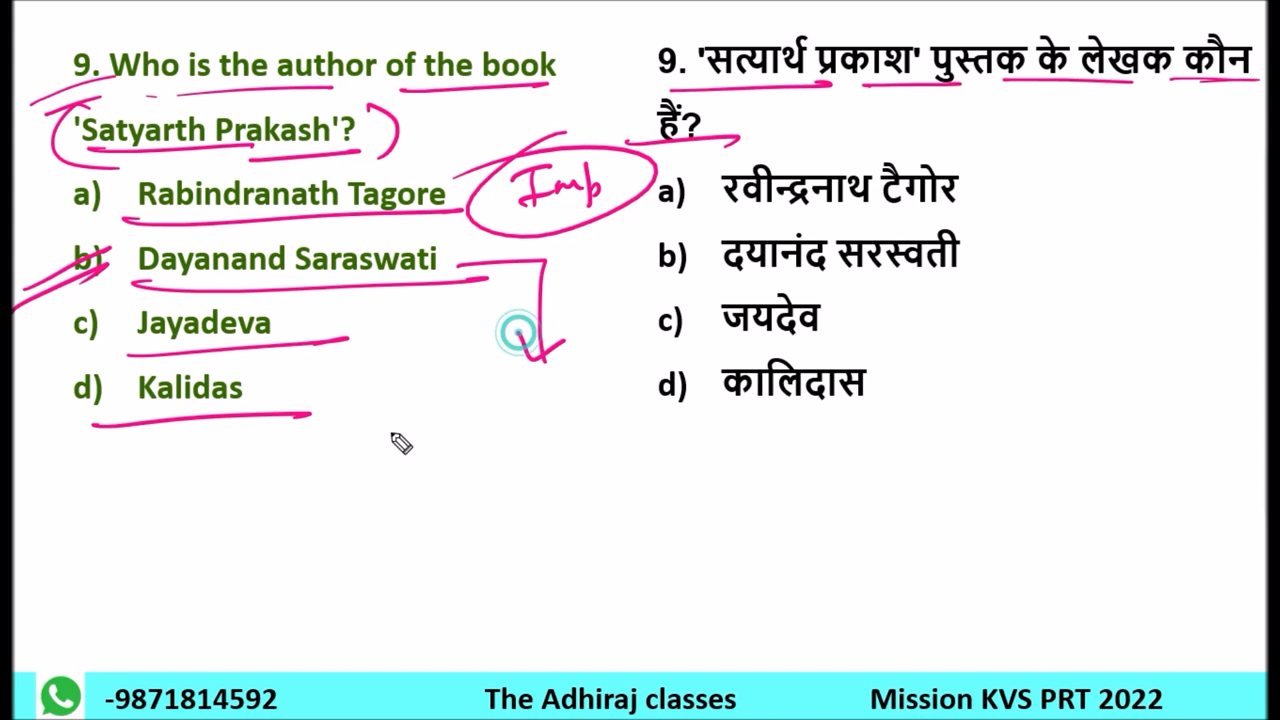 9. Who is the author of the book
'Satyarth Prakash'?
a) Rabindranath Tagore
b) Dayanand Saraswati
c) Jayadeva
d) Kalidas
Imp
9. 'सत्यार्थ प्रकाश' पुस्तक के लेखक कौन
हैं?
a) रवीन्द्रनाथ टैगोर
b) दयानंद सरस्वती
c) जयदेव
d) कालिदास
-9871814592 The Adhiraj classes Mission KVS PRT 2022